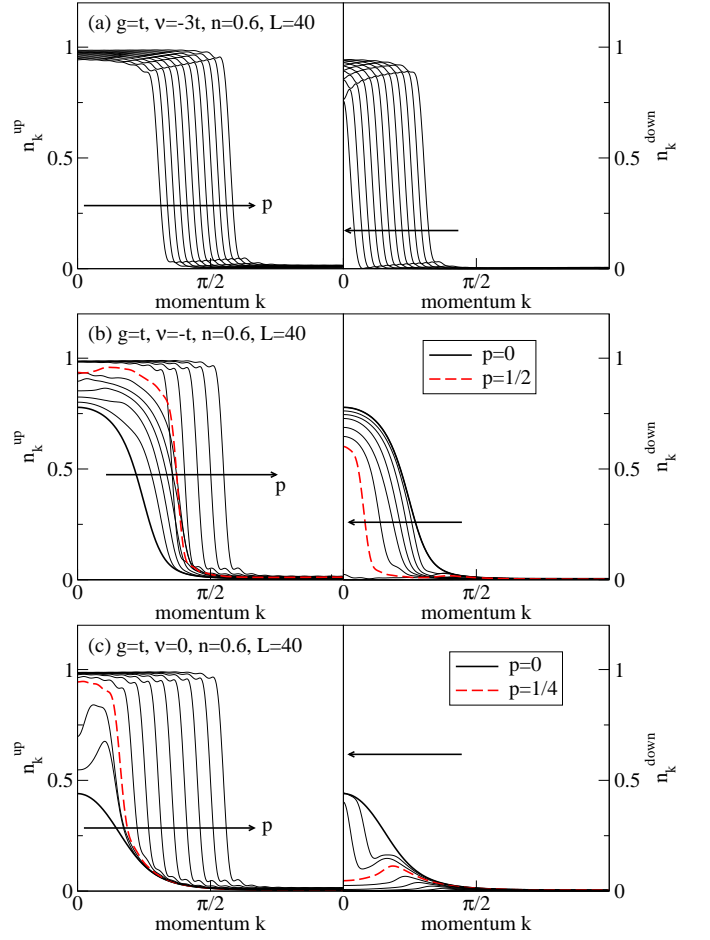 (a) g=t, ν=-3t, n=0.6, L=40
1
1
n_k^up
0.5
0.5
n_k^down
p
0
0
0
π/2
0
π/2
momentum k
momentum k
(b) g=t, ν=-t, n=0.6, L=40
p=0
p=1/2
1
1
n_k^up
0.5
0.5
n_k^down
p
0
0
0
π/2
0
π/2
momentum k
momentum k
(c) g=t, ν=0, n=0.6, L=40
p=0
p=1/4
1
1
n_k^up
0.5
0.5
n_k^down
p
0
0
0
π/2
0
π/2
momentum k
momentum k